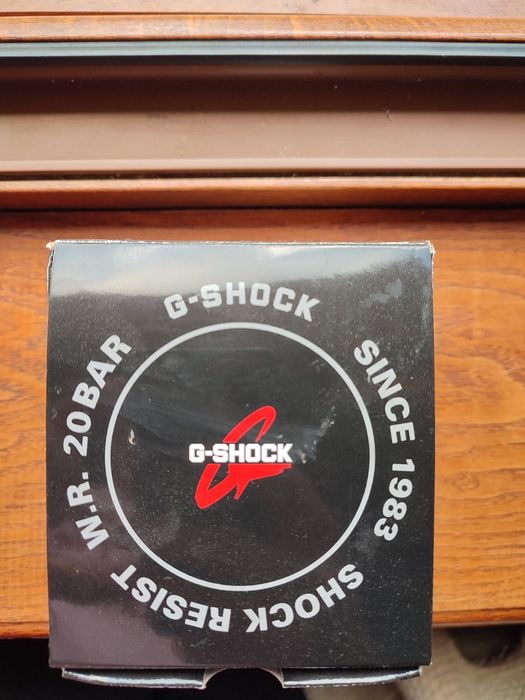 G-SHOCK
SINCE 1983
SHOCK RESIST
W.R. 20BAR
G-SHOCK